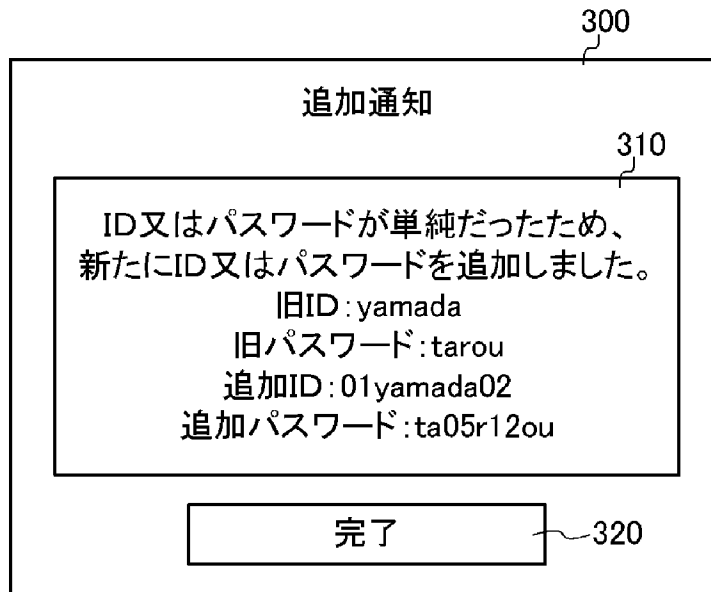 300
追加通知
310
ID又はパスワードが単純だったため、
新たにID又はパスワードを追加しました。
旧ID:yamada
旧パスワード:tarou
追加ID:01yamada02
追加パスワード:ta05r12ou
完了
320